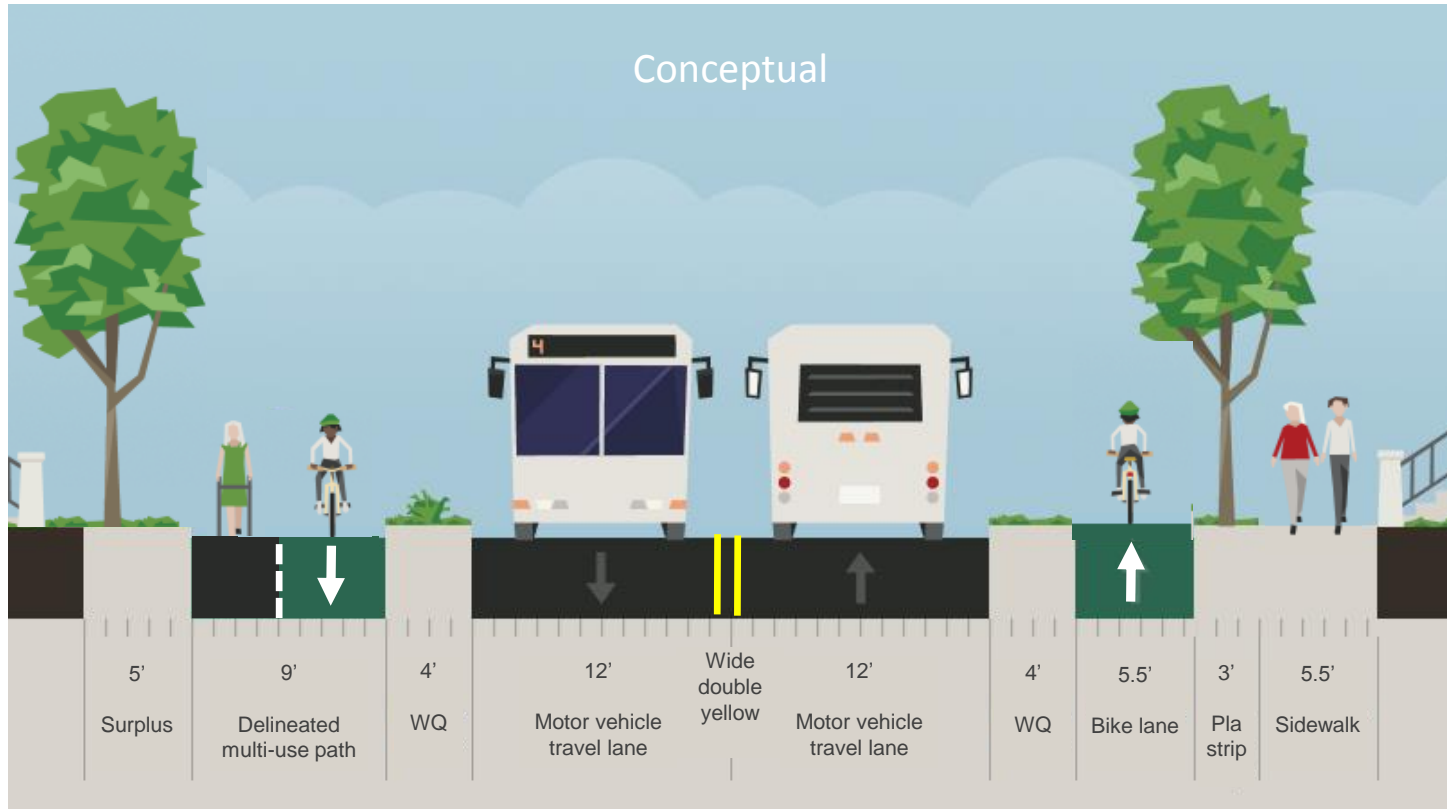 Conceptual
4
5’
Surplus
9’
Delineated
multi-use path
4’
WQ
12’
Motor vehicle
travel lane
Wide
double
yellow
12’
Motor vehicle
travel lane
4’
WQ
5.5’
Bike lane
3’
Pla
strip
5.5’
Sidewalk